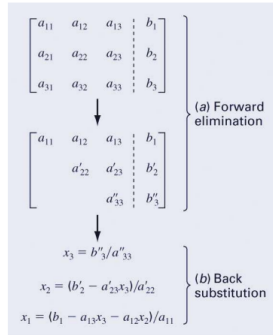 a₁₁ a₁₂ a₁₃ b₁
a₂₁ a₂₂ a₂₃ b₂
a₃₁ a₃₂ a₃₃ b₃
(a) Forward
elimination
a₁₁ a₁₂ a₁₃ b₁
a′₂₂ a′₂₃ b′₂
a″₃₃ b″₃
x₃ = b″₃/a″₃₃
x₂ = (b′₂ − a′₂₃x₃)/a′₂₂
x₁ = (b₁ − a₁₃x₃ − a₁₂x₂)/a₁₁
(b) Back
substitution